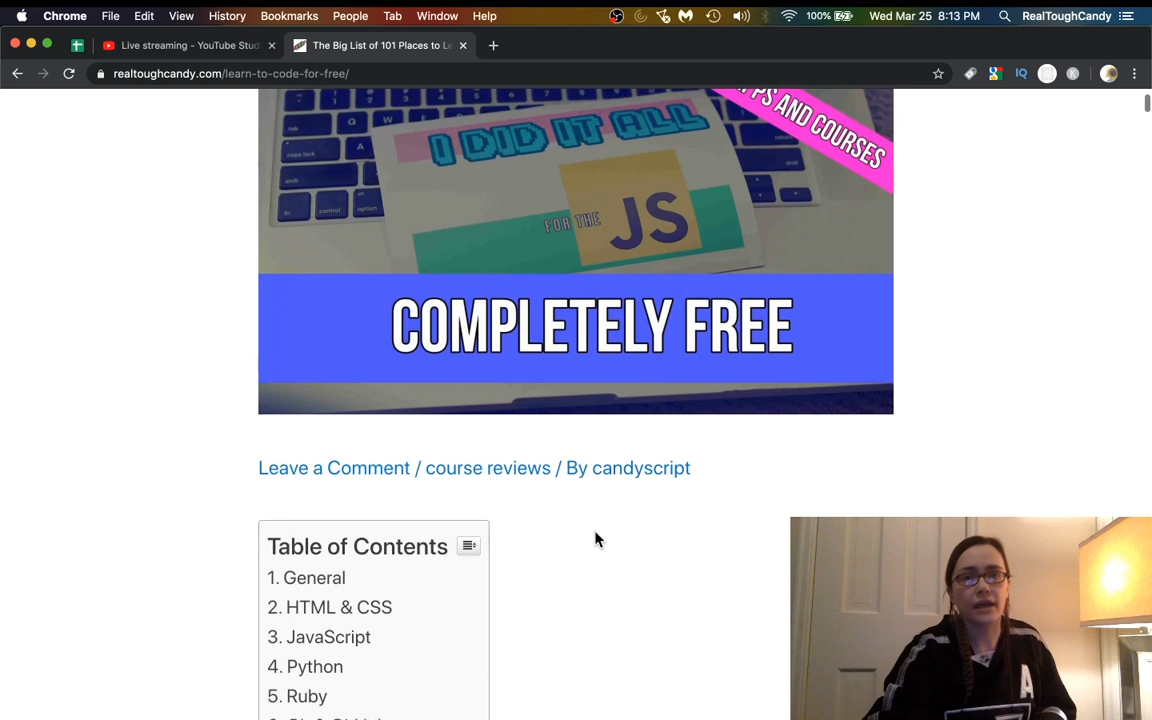 Chrome File Edit View History Bookmarks People Tab Window Help 100% Wed Mar 25 8:13 PM RealToughCandy
Live streaming - YouTube Stud × The Big List of 101 Places to Le × +
realtoughcandy.com/learn-to-code-for-free/
IQ K
AND COURSES
I DID IT ALL
FOR THE JS
COMPLETELY FREE
Leave a Comment / course reviews / By candyscript
Table of Contents
1. General
2. HTML & CSS
3. JavaScript
4. Python
5. Ruby
A